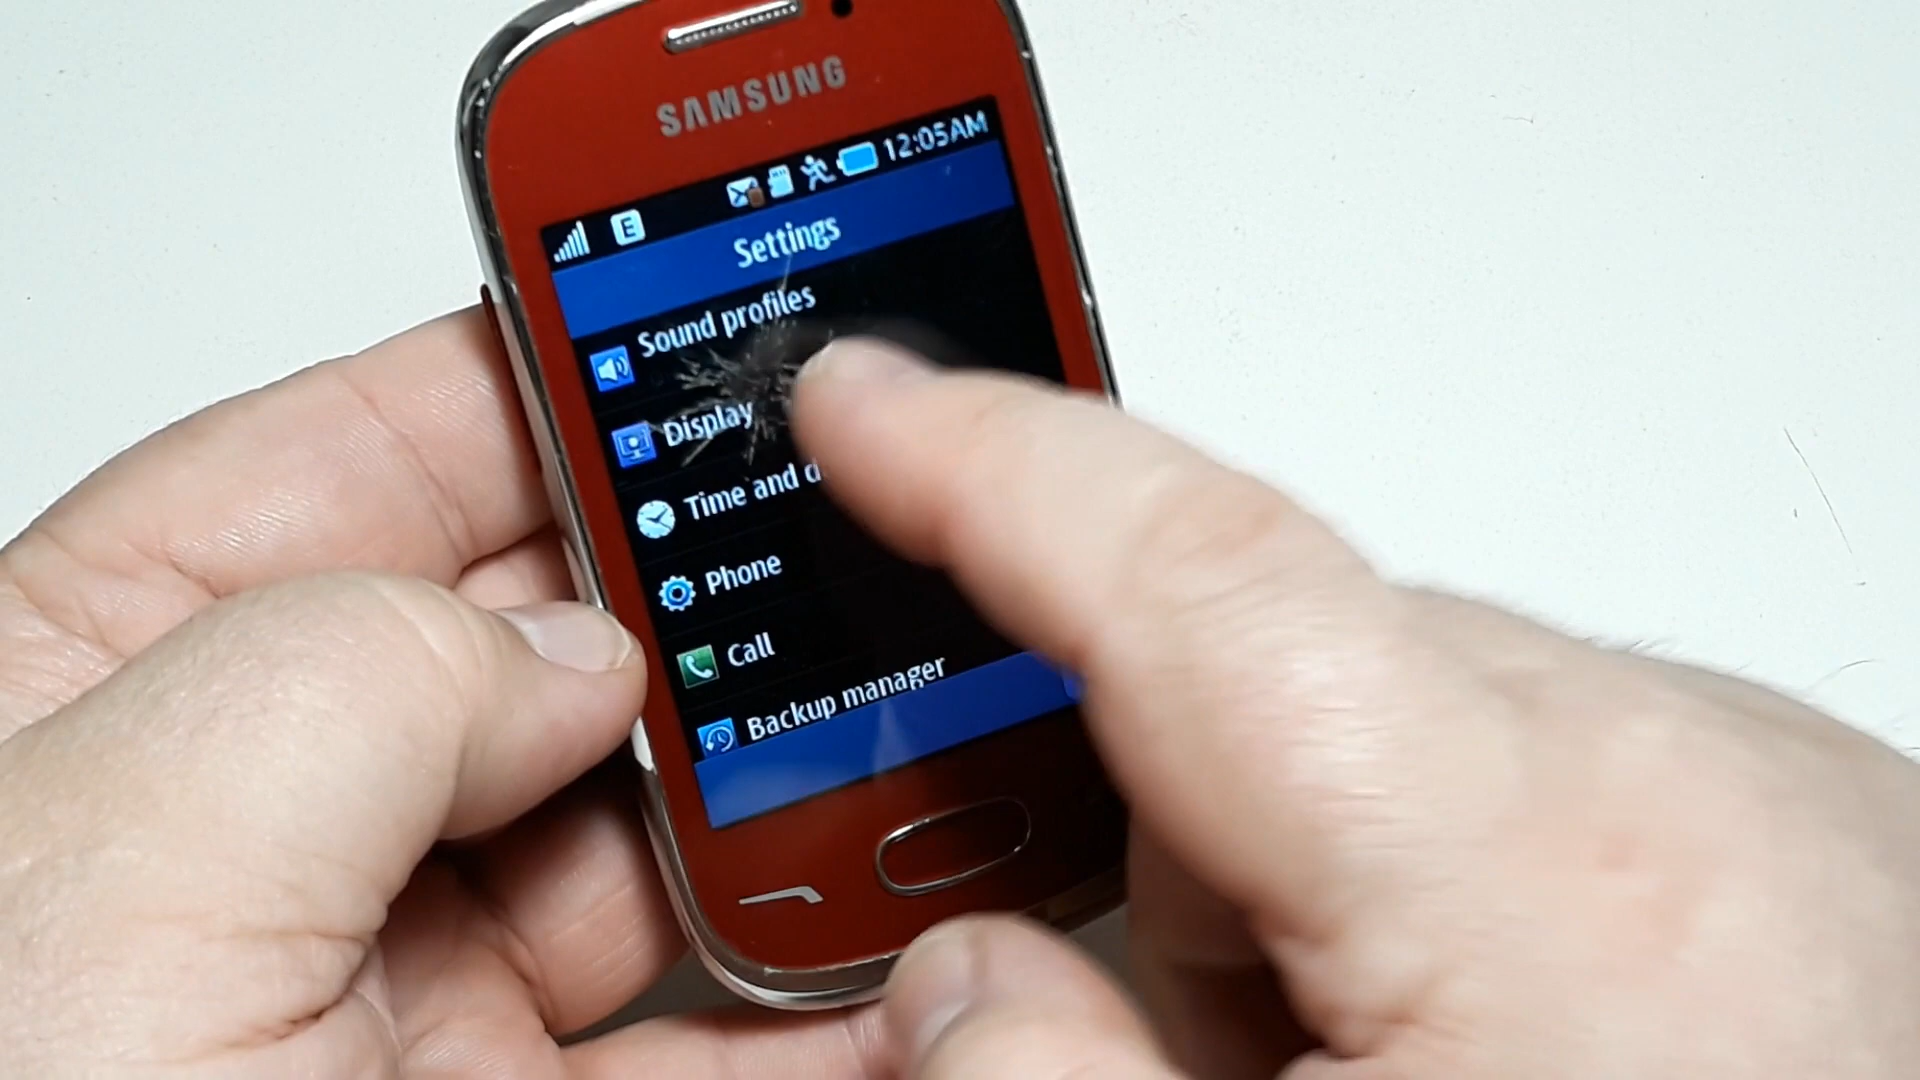 SAMSUNG
E 12:05AM
Settings
Sound profiles
Display
Time and d
Phone
Call
Backup manager